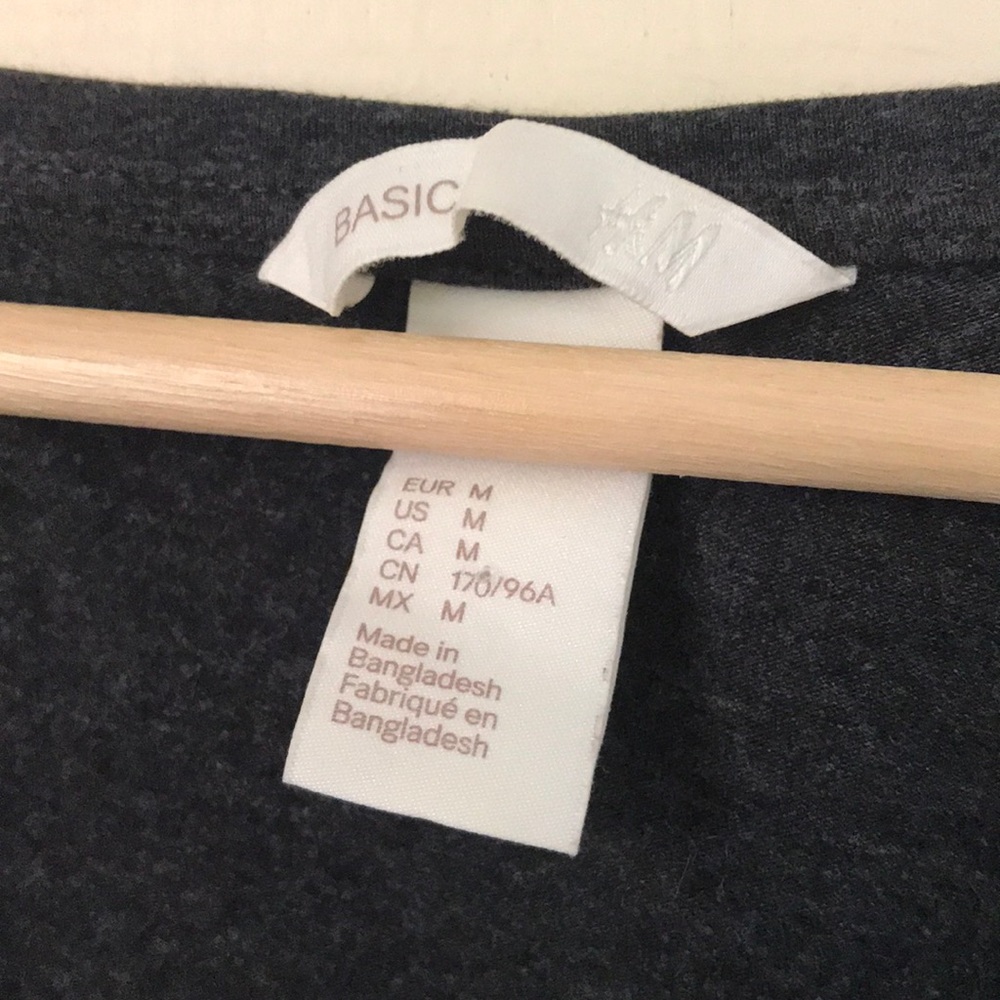 BASIC
H&M
EUR M
US M
CA M
CN 170/96A
MX M
Made in
Bangladesh
Fabriqué en
Bangladesh